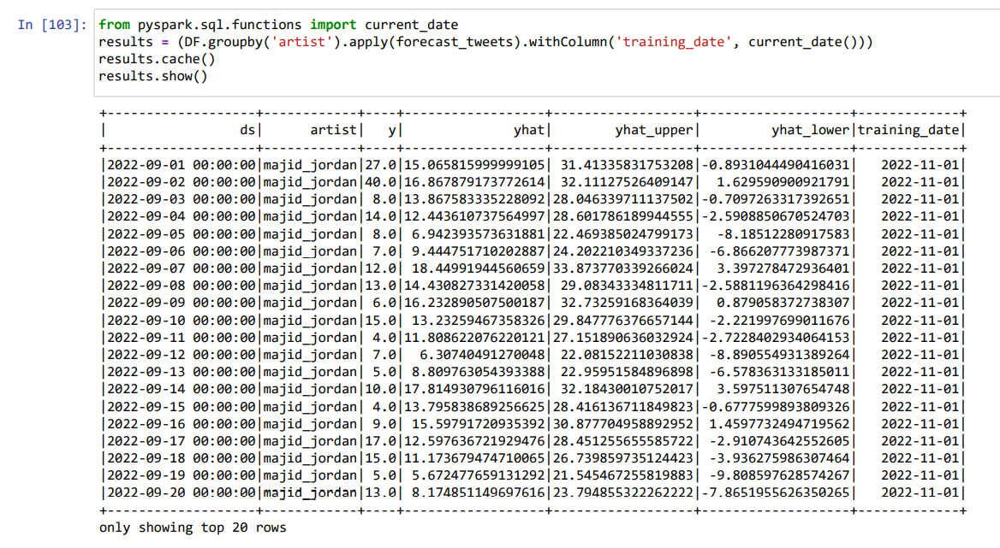 In [103]: from pyspark.sql.functions import current_date
results = (DF.groupby('artist').apply(forecast_tweets).withColumn('training_date', current_date()))
results.cache()
results.show()
+-------------------+------------+----+------------------+------------------+-------------------+-------------+
|                 ds|      artist|   y|              yhat|        yhat_upper|         yhat_lower|training_date|
+-------------------+------------+----+------------------+------------------+-------------------+-------------+
|2022-09-01 00:00:00|majid_jordan|27.0|15.065815999999105| 31.41335831753208|-0.8931044490416031|   2022-11-01|
|2022-09-02 00:00:00|majid_jordan|40.0|16.867879173772614| 32.11127526409147|  1.629590900921791|   2022-11-01|
|2022-09-03 00:00:00|majid_jordan| 8.0|13.867583335228092|28.046339711137502|-0.7097263317392651|   2022-11-01|
|2022-09-04 00:00:00|majid_jordan|14.0|12.443610737564997|28.601786189944555|-2.5908850670524703|   2022-11-01|
|2022-09-05 00:00:00|majid_jordan| 8.0| 6.942393573631881|22.469385024799173|  -8.18512280917583|   2022-11-01|
|2022-09-06 00:00:00|majid_jordan| 7.0| 9.444751710202887|24.202210349337236| -6.866207773987371|   2022-11-01|
|2022-09-07 00:00:00|majid_jordan|12.0| 18.44991944560659|33.873770339266024|  3.397278472936401|   2022-11-01|
|2022-09-08 00:00:00|majid_jordan|13.0|14.430827331420058| 29.08343334811711|-2.5881196364298416|   2022-11-01|
|2022-09-09 00:00:00|majid_jordan| 6.0|16.232890507500187| 32.73259168364039|  0.879058372738307|   2022-11-01|
|2022-09-10 00:00:00|majid_jordan|15.0| 13.23259467358326|29.847776376657144| -2.221997699011676|   2022-11-01|
|2022-09-11 00:00:00|majid_jordan| 4.0|11.808622076220121|27.151890636032924|-2.7228402934064153|   2022-11-01|
|2022-09-12 00:00:00|majid_jordan| 7.0|  6.30740491270048| 22.08152211030838| -8.890554931389264|   2022-11-01|
|2022-09-13 00:00:00|majid_jordan| 5.0| 8.809763054393388| 22.95951584896898| -6.578363133185011|   2022-11-01|
|2022-09-14 00:00:00|majid_jordan|10.0|17.814930796116016| 32.18430010752017|  3.597511307654748|   2022-11-01|
|2022-09-15 00:00:00|majid_jordan| 4.0|13.795838689256625|28.416136711849823|-0.6777599893809326|   2022-11-01|
|2022-09-16 00:00:00|majid_jordan| 9.0| 15.59791720935392|30.877704958892952| 1.4597732494719562|   2022-11-01|
|2022-09-17 00:00:00|majid_jordan|17.0|12.597636721929476|28.451255655585722| -2.910743642552605|   2022-11-01|
|2022-09-18 00:00:00|majid_jordan|15.0|11.173679474710065|26.739859735124423| -3.936275986307464|   2022-11-01|
|2022-09-19 00:00:00|majid_jordan| 5.0| 5.672477659131292|21.545467255819883| -9.808597628574267|   2022-11-01|
|2022-09-20 00:00:00|majid_jordan|13.0| 8.174851149697616|23.794855322262222|-7.8651955626350265|   2022-11-01|
+-------------------+------------+----+------------------+------------------+-------------------+-------------+
only showing top 20 rows